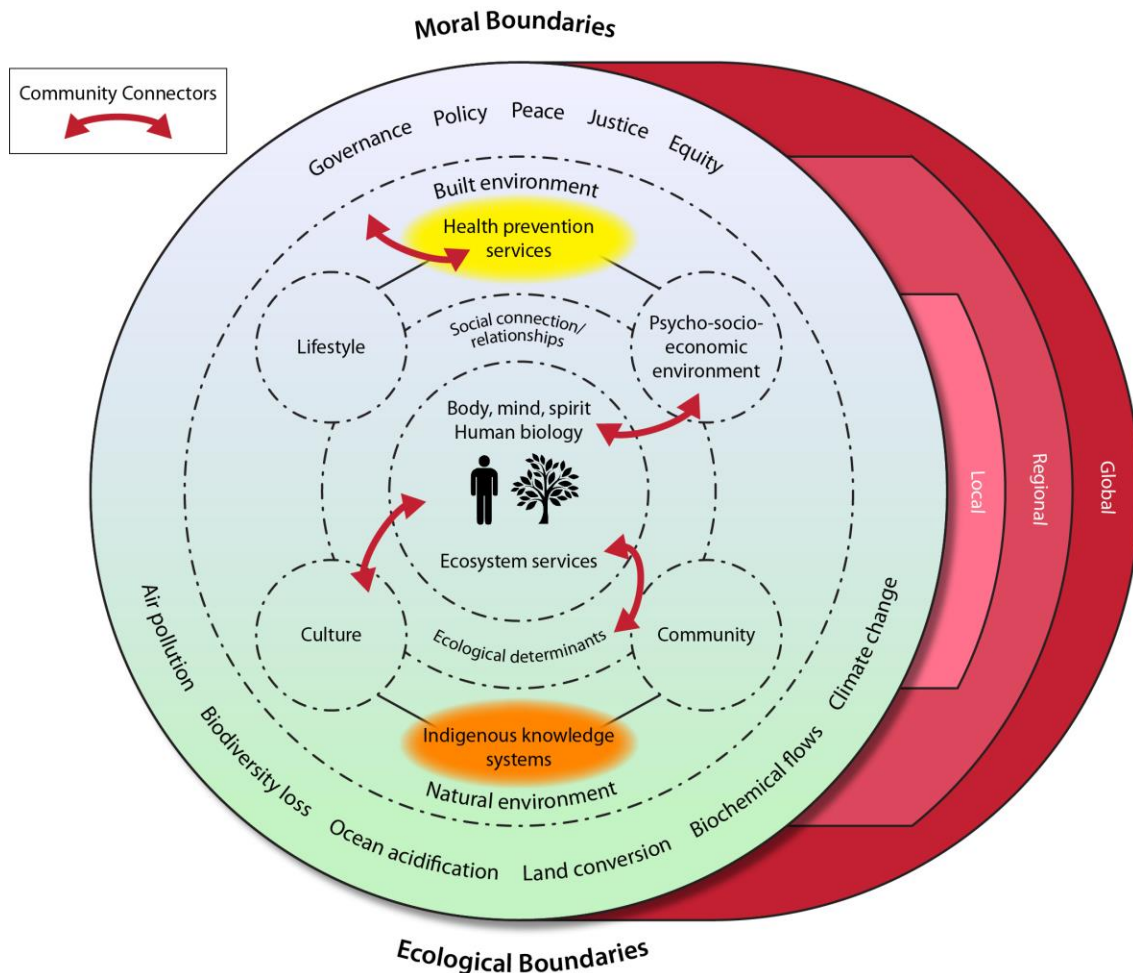 Moral Boundaries
Community Connectors
Governance Policy Peace Justice Equity
Built environment
Health prevention
services
Social connection/
relationships
Lifestyle
Psycho-socio-
economic
environment
Body, mind, spirit
Human biology
Local
Regional
Global
Ecosystem services
Culture
Ecological determinants
Community
Indigenous knowledge
systems
Natural environment
Air pollution
Biodiversity loss
Ocean acidification
Land conversion
Biochemical flows
Climate change
Ecological Boundaries